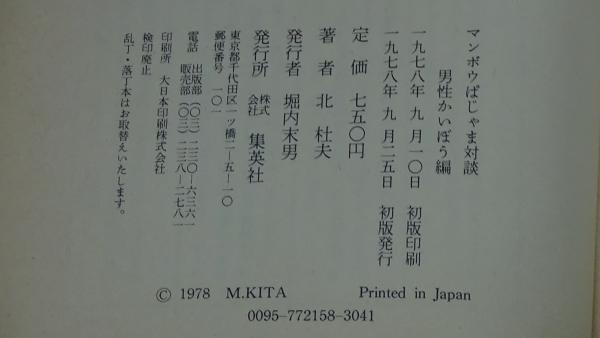 マンボウぱじゃま対談
男性かいぼう編
一九七八年 九 月一〇日 初版印刷
一九七八年 九 月二五日 初版発行
定 価 七五〇円
著 者 北 杜夫
発行者 堀内末男
発行所 株式会社 集英社
東京都千代田区一ツ橋二―五―一〇
郵便番号 一〇一
電話 出版部(〇三)二三〇―六三六一
販売部(〇三)二三八―二七八一
印刷所 大日本印刷株式会社
検印廃止
乱丁・落丁本はお取替えいたします。
© 1978 M.KITA Printed in Japan
0095-772158-3041